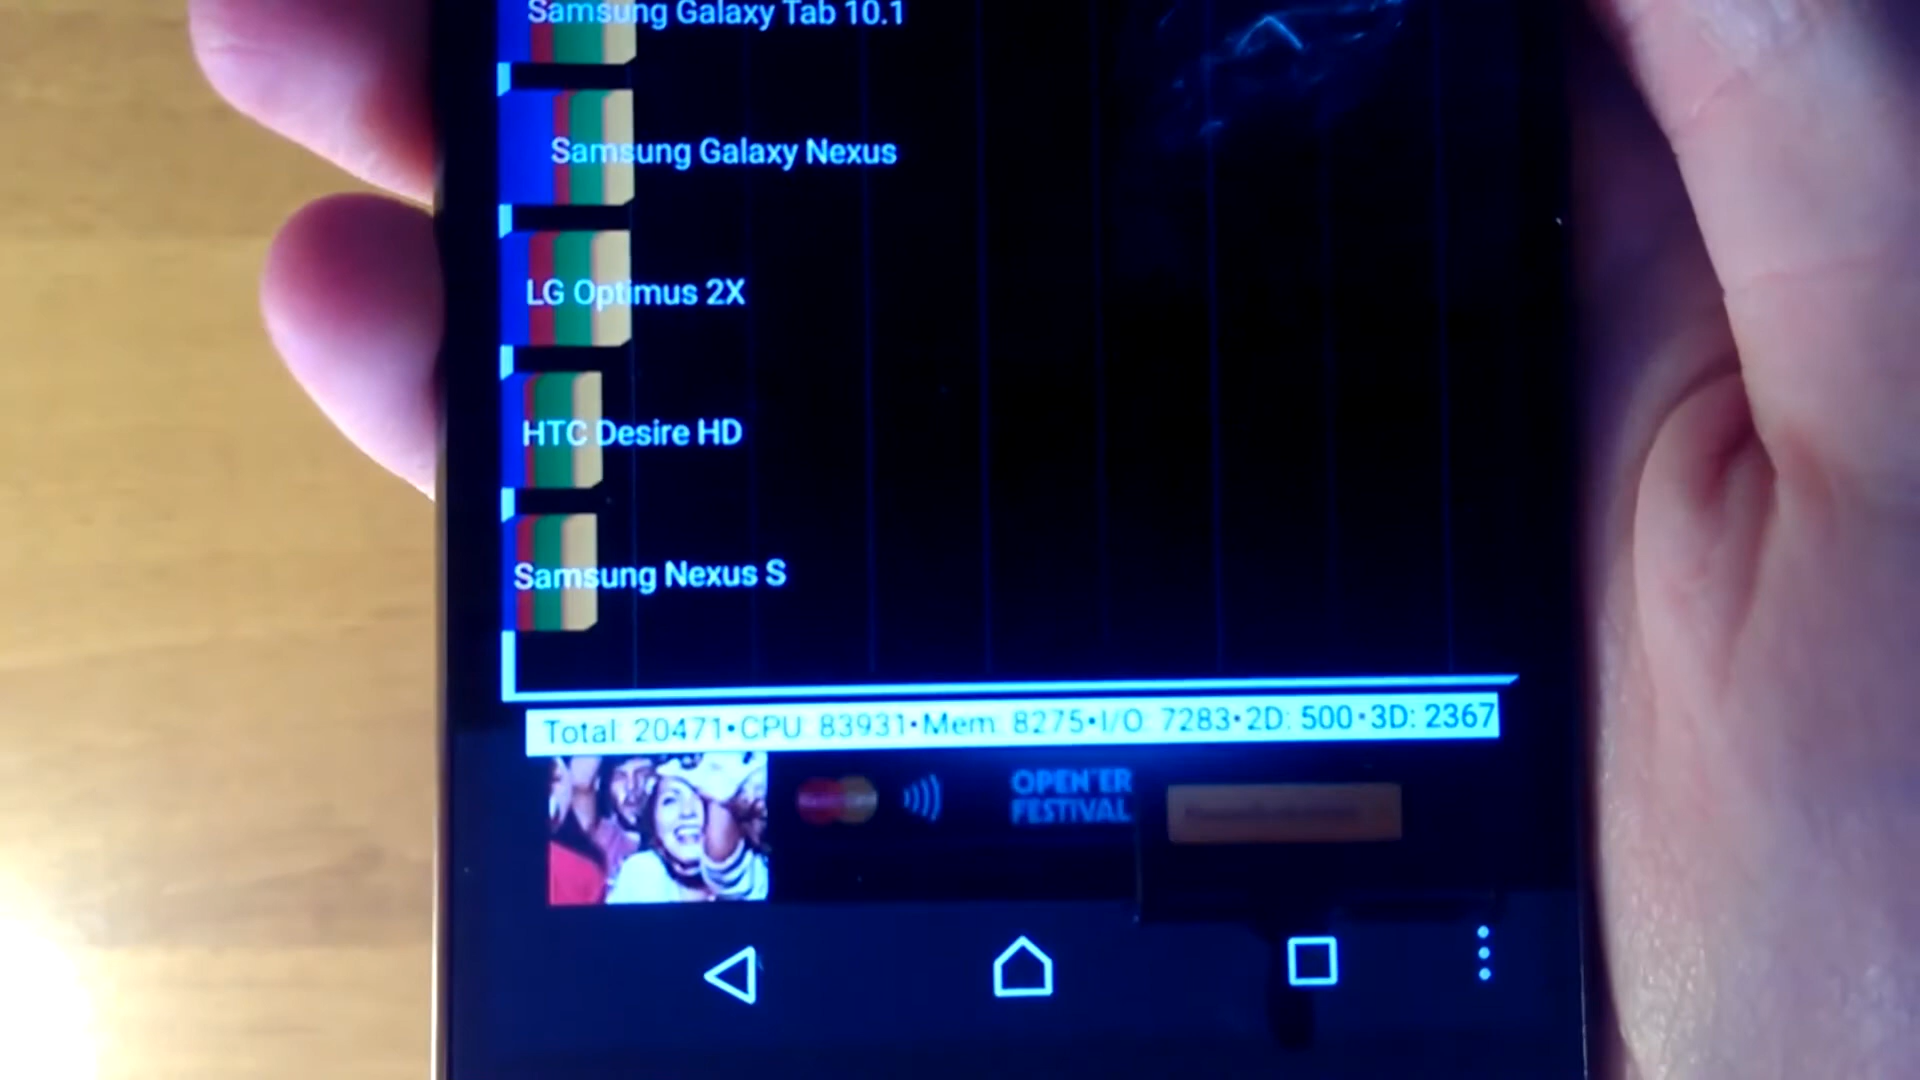 Samsung Galaxy Tab 10.1
Samsung Galaxy Nexus
LG Optimus 2X
HTC Desire HD
Samsung Nexus S
Total: 20471•CPU: 83931•Mem: 8275•I/O: 7283•2D: 500•3D: 2367
OPEN'ER
FESTIVAL